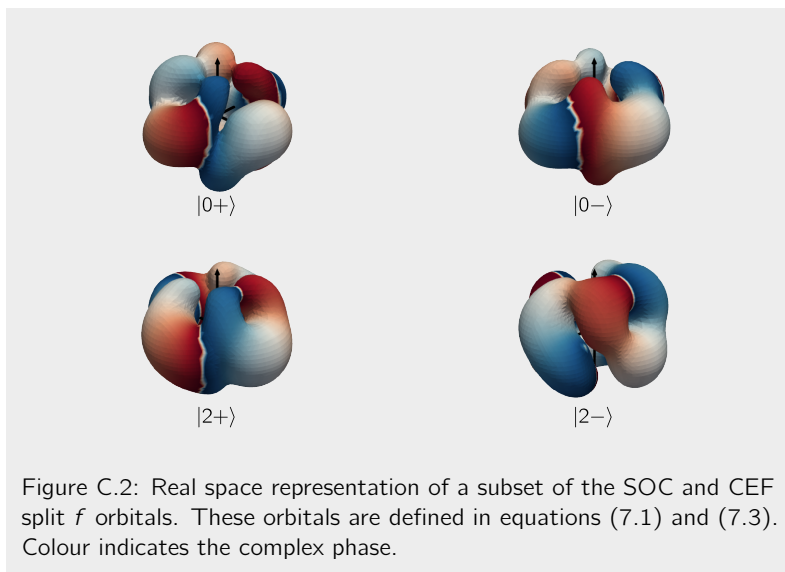 |0+⟩ |0−⟩
|2+⟩ |2−⟩
Figure C.2: Real space representation of a subset of the SOC and CEF
split f orbitals. These orbitals are defined in equations (7.1) and (7.3).
Colour indicates the complex phase.